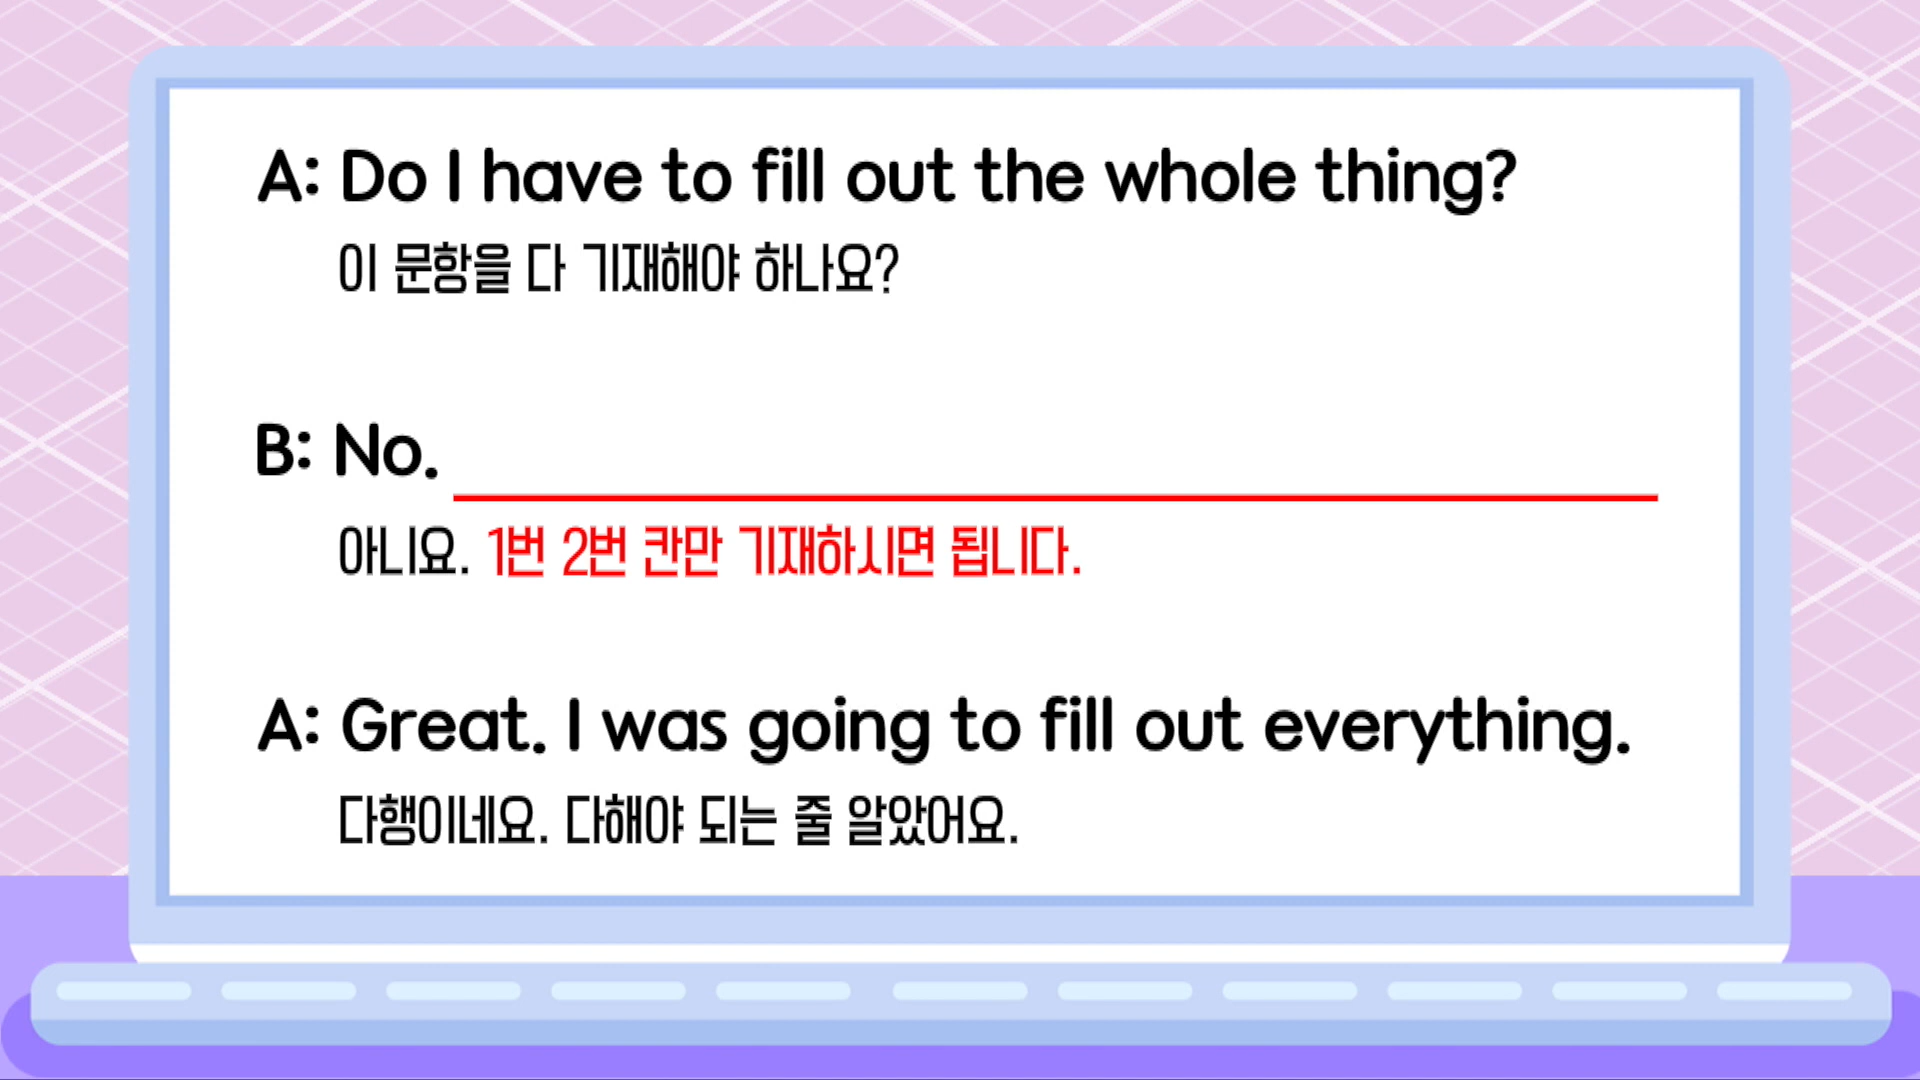 A: Do I have to fill out the whole thing?
이 문항을 다 기재해야 하나요?
B: No.
아니요. 1번 2번 칸만 기재하시면 됩니다.
A: Great. I was going to fill out everything.
다행이네요. 다해야 되는 줄 알았어요.